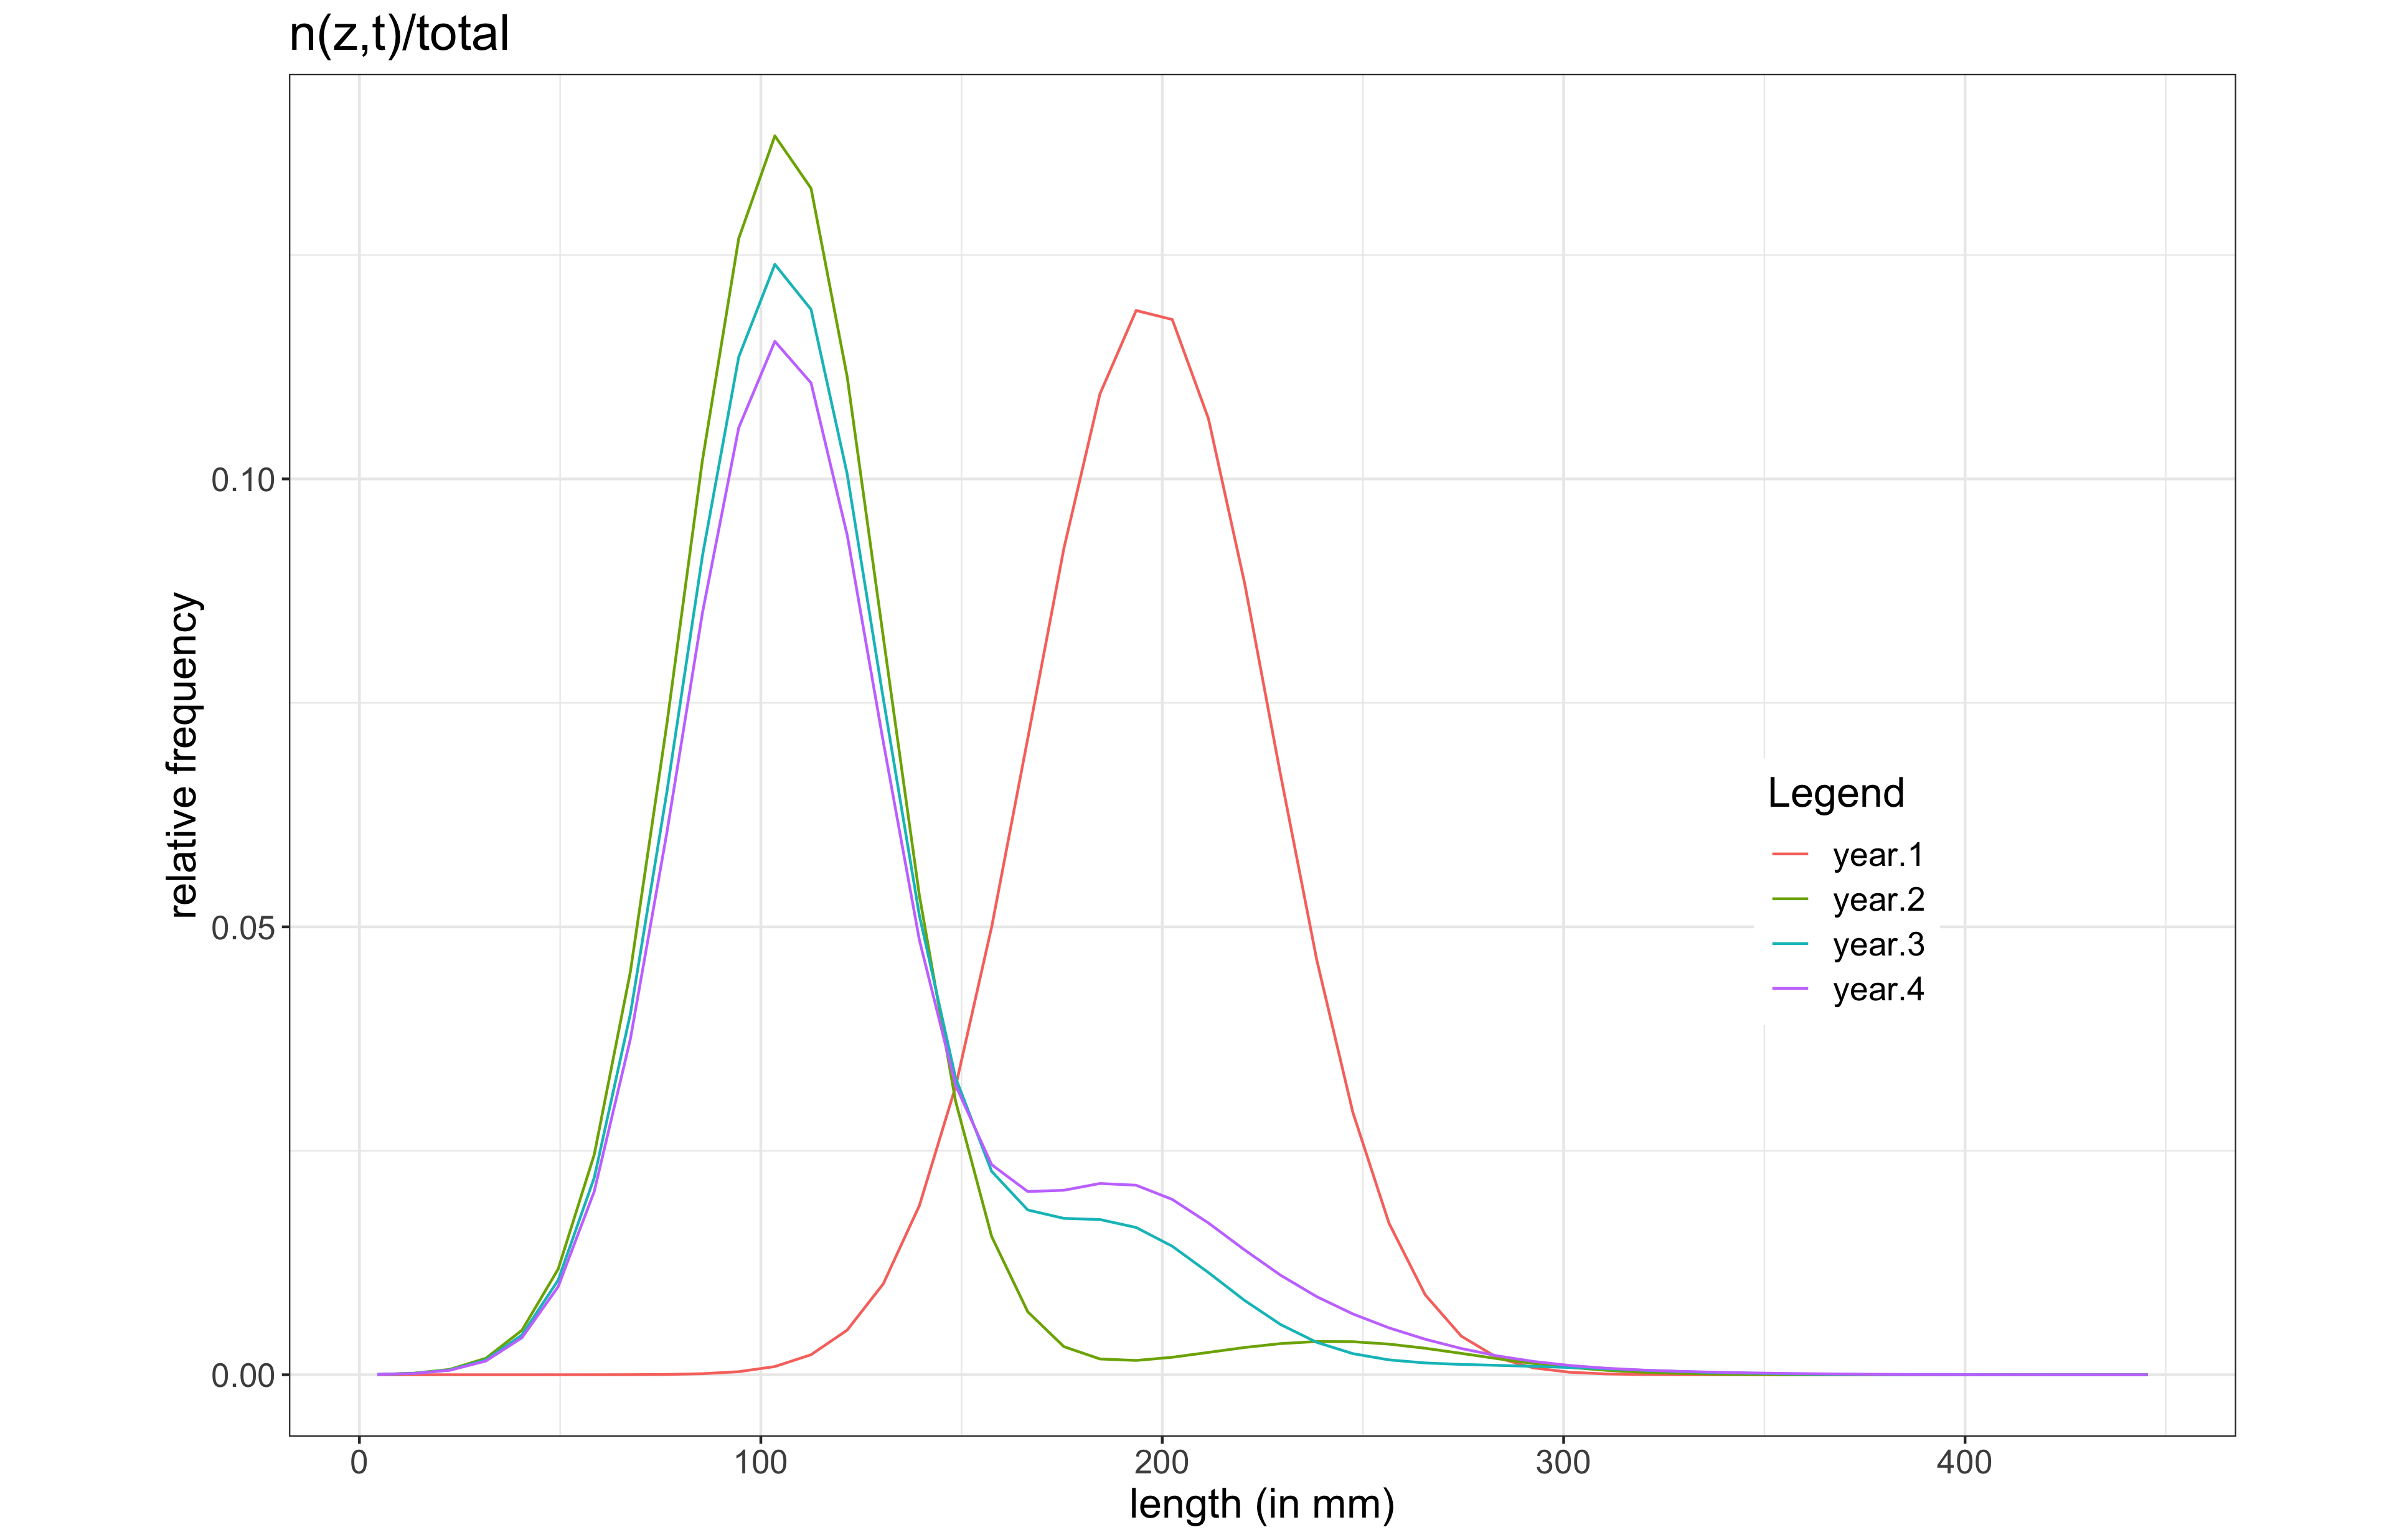 n(z,t)/total
relative frequency
0.10
0.05
0.00
Legend
year.1
year.2
year.3
year.4
0 100 200 300 400
length (in mm)